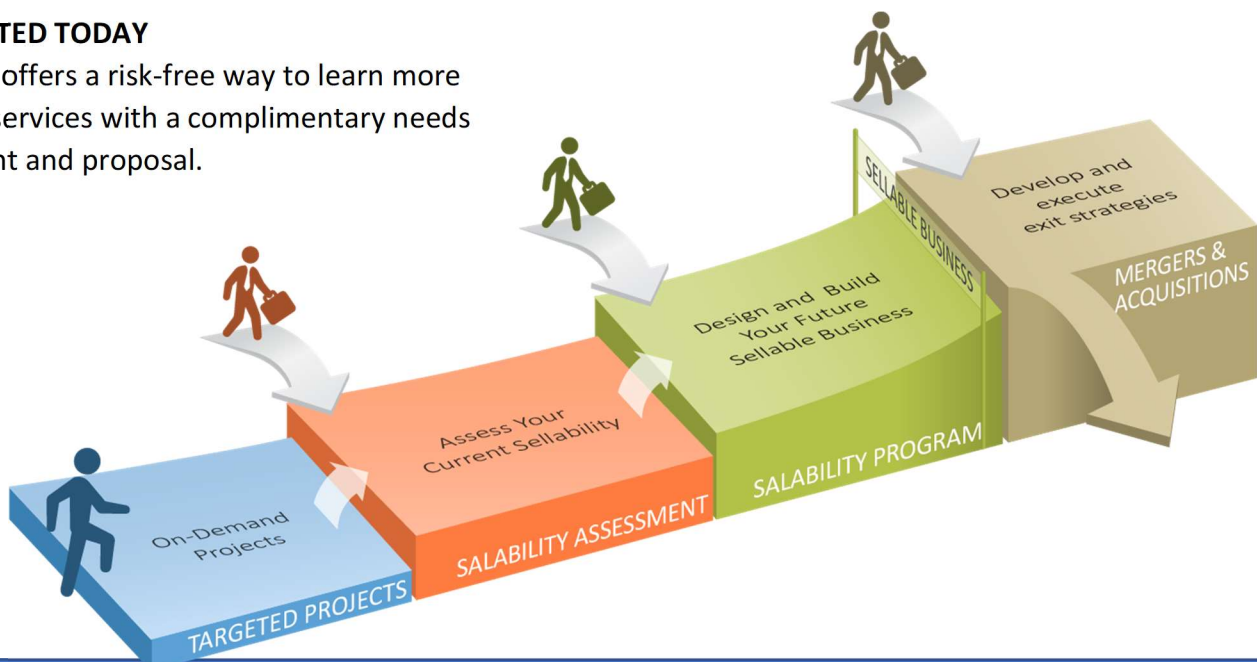 TED TODAY
offers a risk-free way to learn more
services with a complimentary needs
nt and proposal.
On-Demand
Projects
TARGETED PROJECTS
Assess Your
Current Sellability
SALABILITY ASSESSMENT
Design and Build
Your Future
Sellable Business
SALABILITY PROGRAM
SELLABLE BUSINESS
Develop and
execute
exit strategies
MERGERS &
ACQUISITIONS